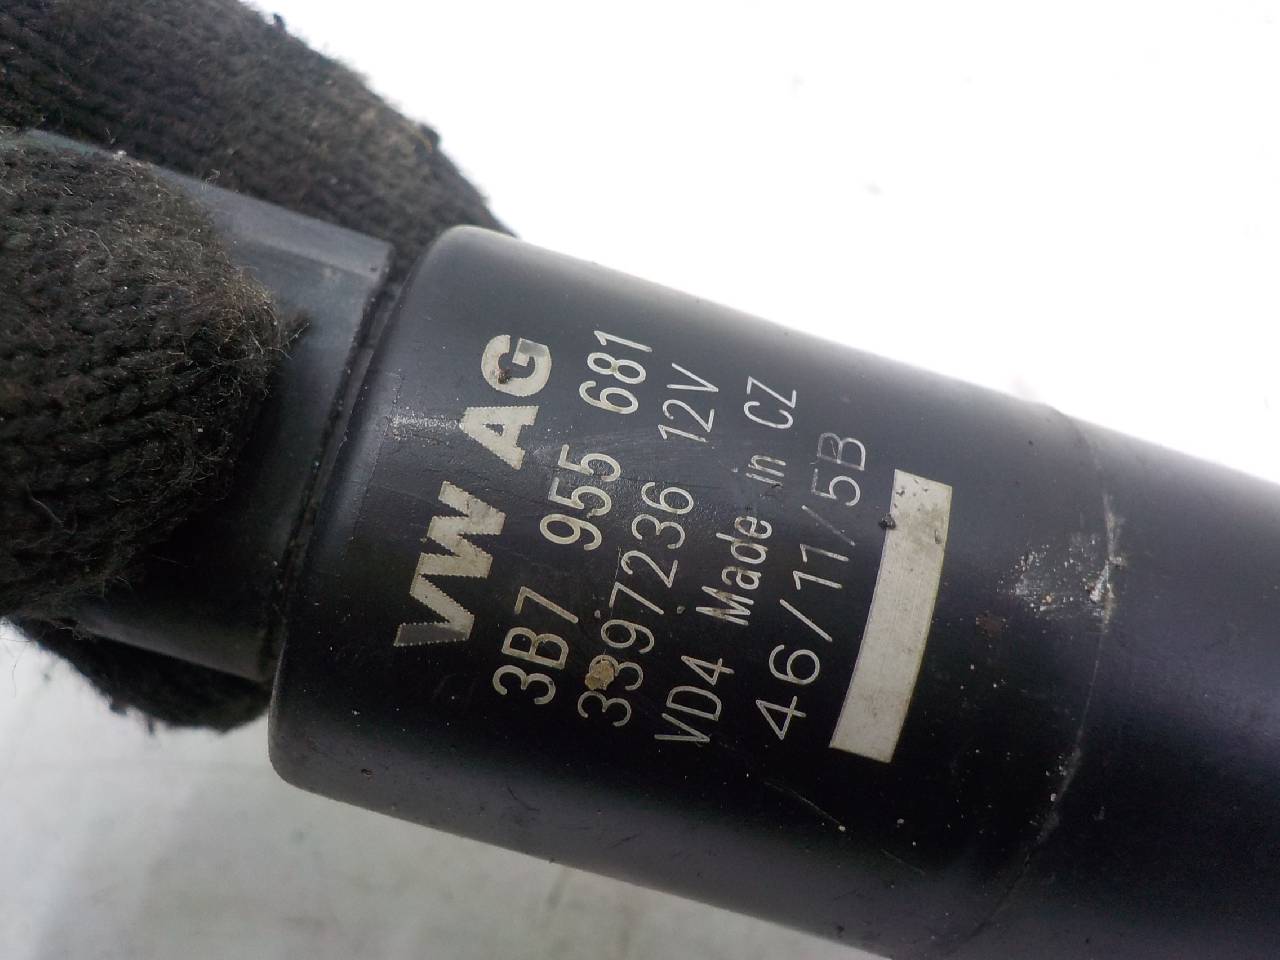 VW AG
3B7 955 681
3397236 12V
VD4 Made in CZ
46/11/5B